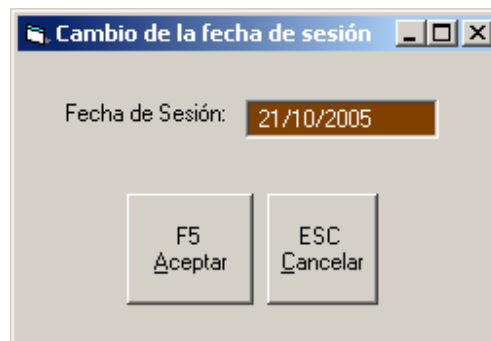 Cambio de la fecha de sesión
Fecha de Sesión: 21/10/2005
F5 ESC
Aceptar Cancelar